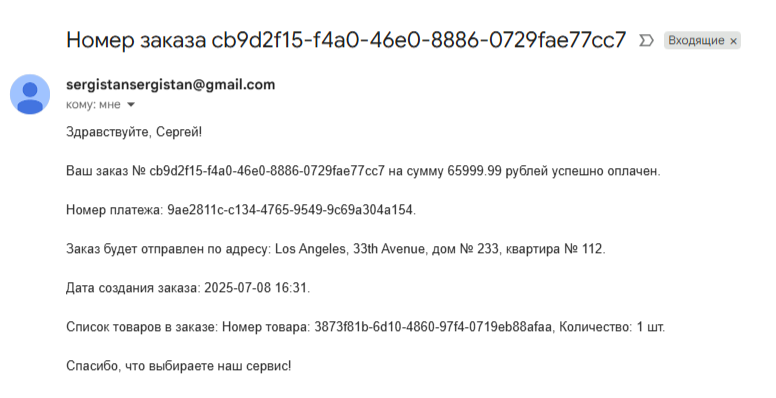 Номер заказа cb9d2f15-f4a0-46e0-8886-0729fae77cc7 Входящие ×
sergistansergistan@gmail.com
кому: мне
Здравствуйте, Сергей!
Ваш заказ № cb9d2f15-f4a0-46e0-8886-0729fae77cc7 на сумму 65999.99 рублей успешно оплачен.
Номер платежа: 9ae2811c-c134-4765-9549-9c69a304a154.
Заказ будет отправлен по адресу: Los Angeles, 33th Avenue, дом № 233, квартира № 112.
Дата создания заказа: 2025-07-08 16:31.
Список товаров в заказе: Номер товара: 3873f81b-6d10-4860-97f4-0719eb88afaa, Количество: 1 шт.
Спасибо, что выбираете наш сервис!